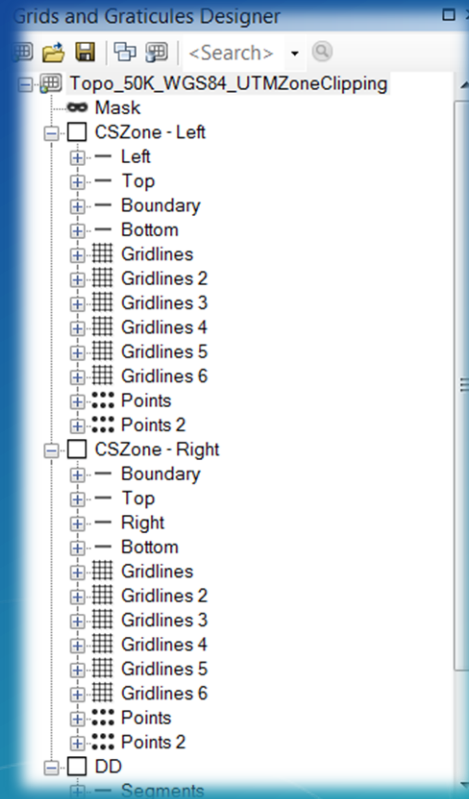 Grids and Graticules Designer
<Search>
Topo_50K_WGS84_UTMZoneClipping
Mask
CSZone - Left
Left
Top
Boundary
Bottom
Gridlines
Gridlines 2
Gridlines 3
Gridlines 4
Gridlines 5
Gridlines 6
Points
Points 2
CSZone - Right
Boundary
Top
Right
Bottom
Gridlines
Gridlines 2
Gridlines 3
Gridlines 4
Gridlines 5
Gridlines 6
Points
Points 2
DD
Segments